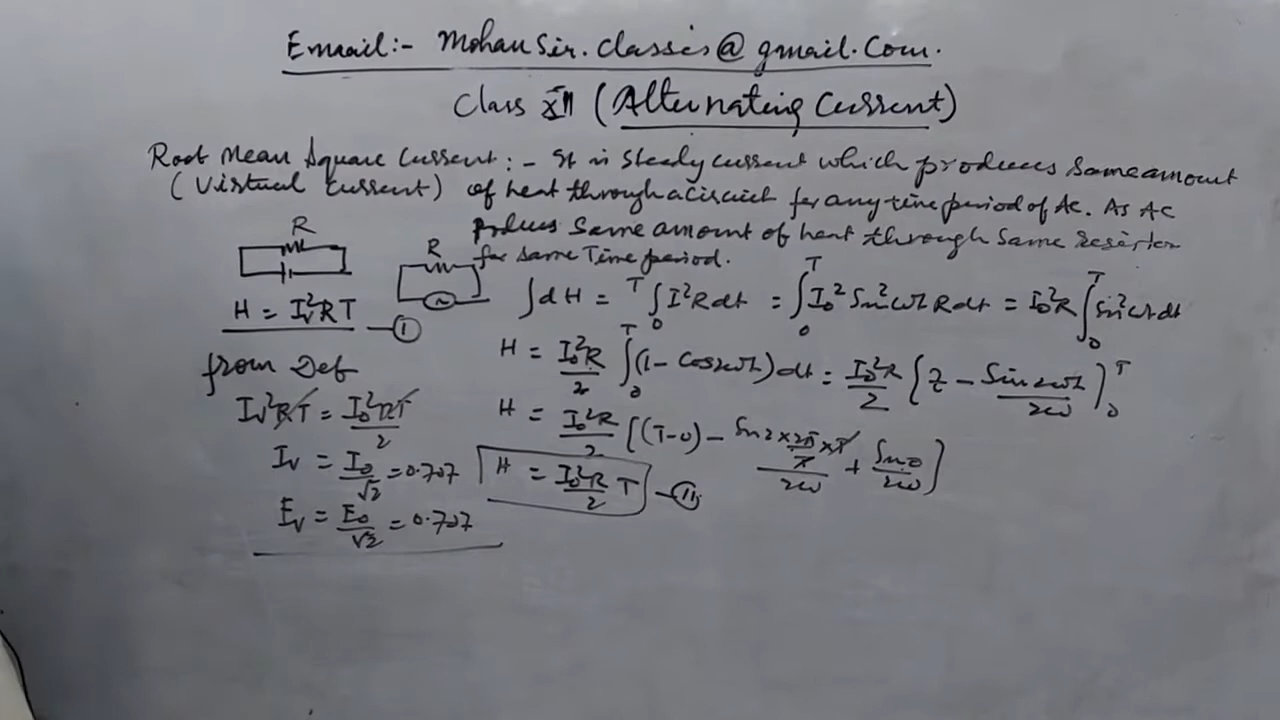 Email:- MohanSir.classes@gmail.com.
Class XII (Alternating Current)
Root Mean Square Current:- It is steady current which produces same amount
(Virtual Current) of heat through a circuit for any time period of AC. As AC
produces same amount of heat through same resistor
for same Time period.
R
R
H = I_v²RT —①
∫dH = ∫₀ᵀ I²Rdt = ∫₀ᵀ I₀² Sin²ωt Rdt = I₀²R ∫₀ᵀ Sin²ωt dt
H = I₀²R/2 ∫₀ᵀ (1 - Cos2ωt) dt = I₀²R/2 [t - Sin2ωt/2ω]₀ᵀ
from Def
I_v²RT = I₀²RT/2
H = I₀²R/2 [(T-0) - Sin2×2π/T×T/2ω + Sin0/2ω]
I_v = I₀/√2 = 0.707
H = I₀²R/2 T —⑪
E_v = E₀/√2 = 0.707